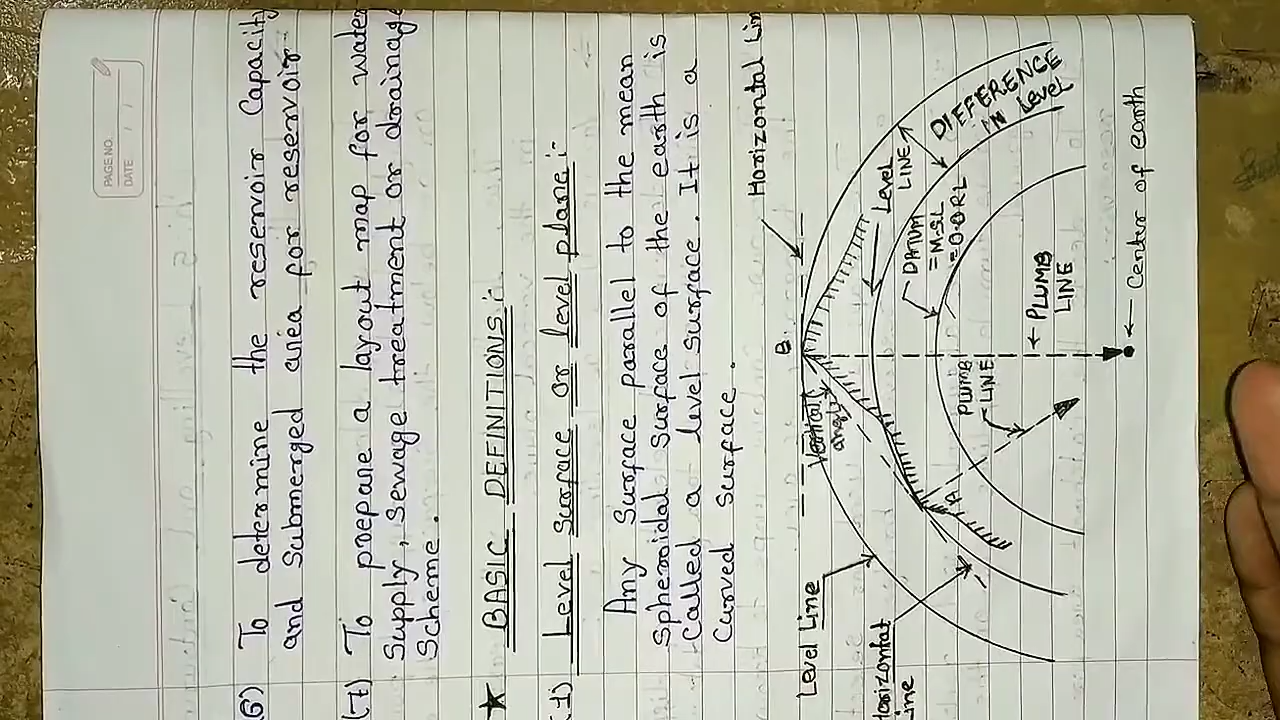 PAGE NO.
DATE / /
(6) To determine the reservoir Capacity
and Submerged area for reservoir
(7) To prepare a layout map for water
Supply, sewage treatment or drainage
Scheme.
★ BASIC DEFINITIONS :-
(1) Level Surface or level plane :-
Any Surface parallel to the mean
spheroidal surface of the earth is
Called a level surface. It is a
Curved surface.
Horizontal Line
B
Level Line
Vertical
angle
Level
LINE
DIFFERENCE
IN Level
DATUM
= M.S.L
= O.O.R.L
Horizontal
Line
A
PLUMB
LINE
PLUMB
LINE
Center of earth